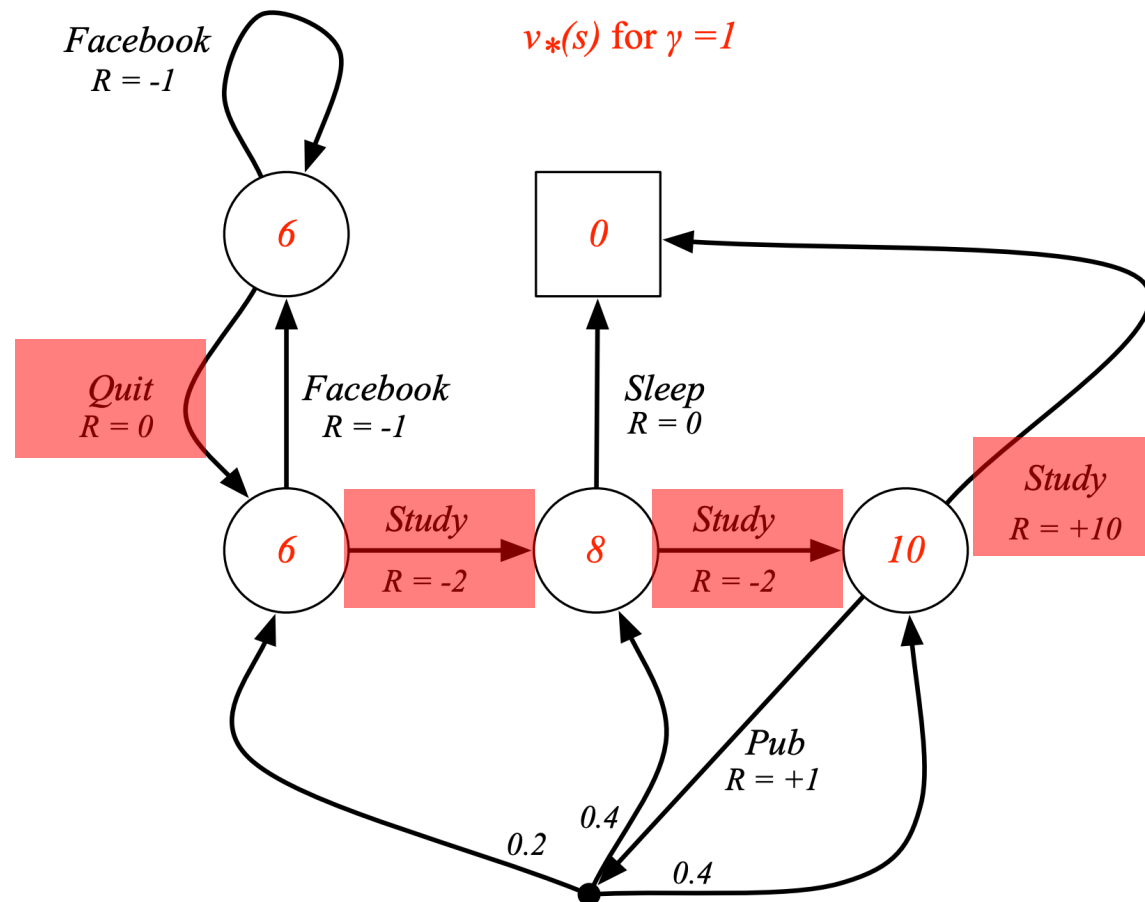 v*(s) for γ =1
Facebook
R = -1
6
0
Quit
R = 0
Facebook
R = -1
Sleep
R = 0
Study
R = +10
6
Study
R = -2
8
Study
R = -2
10
Pub
R = +1
0.2
0.4
0.4